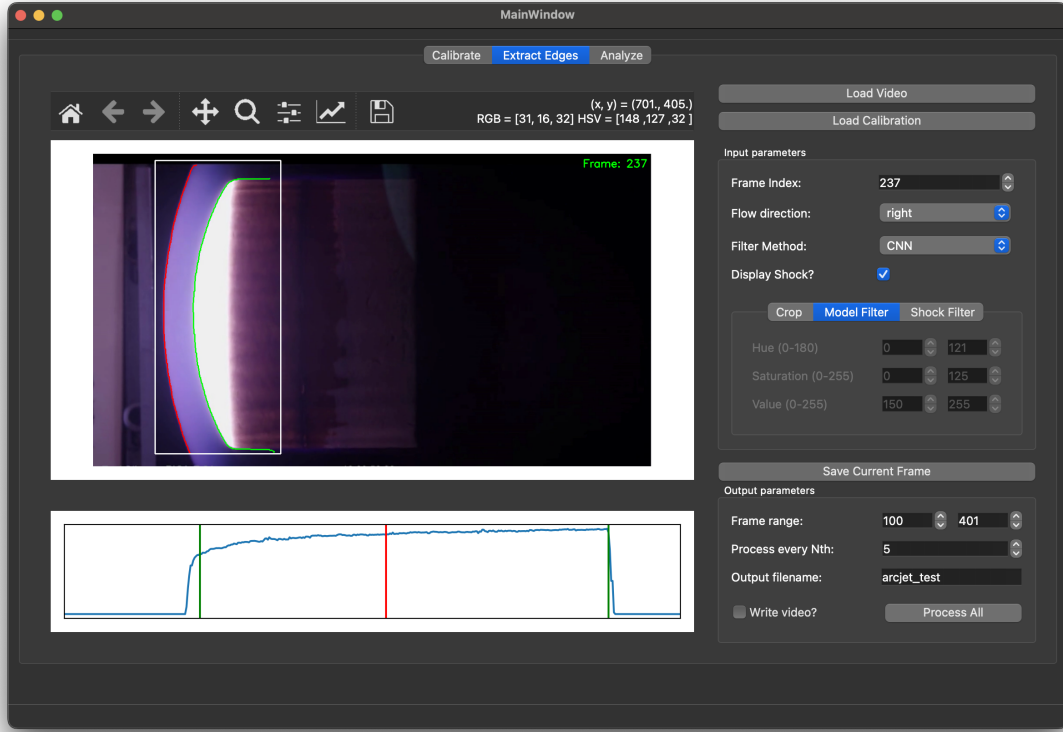 MainWindow
Calibrate Extract Edges Analyze
(x, y) = (701., 405.)
RGB = [31, 16, 32] HSV = [148 ,127 ,32 ]
Frame: 237
Load Video
Load Calibration
Input parameters
Frame Index: 237
Flow direction: right
Filter Method: CNN
Display Shock?
Crop Model Filter Shock Filter
Hue (0-180) 0 121
Saturation (0-255) 0 125
Value (0-255) 150 255
Save Current Frame
Output parameters
Frame range: 100 401
Process every Nth: 5
Output filename: arcjet_test
Write video? Process All